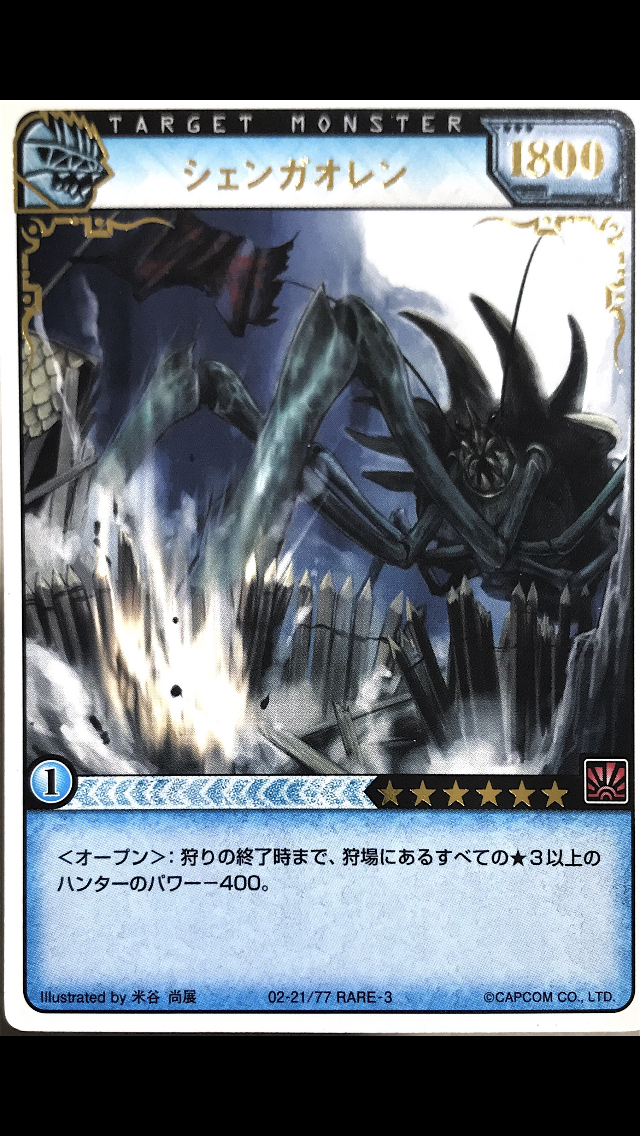 TARGET MONSTER
シェンガオレン
1800
1
★★★★★★
＜オープン＞：狩りの終了時まで、狩場にあるすべての★３以上の
ハンターのパワー−400。
Illustrated by 米谷 尚展 02-21/77 RARE-3 ©CAPCOM CO., LTD.